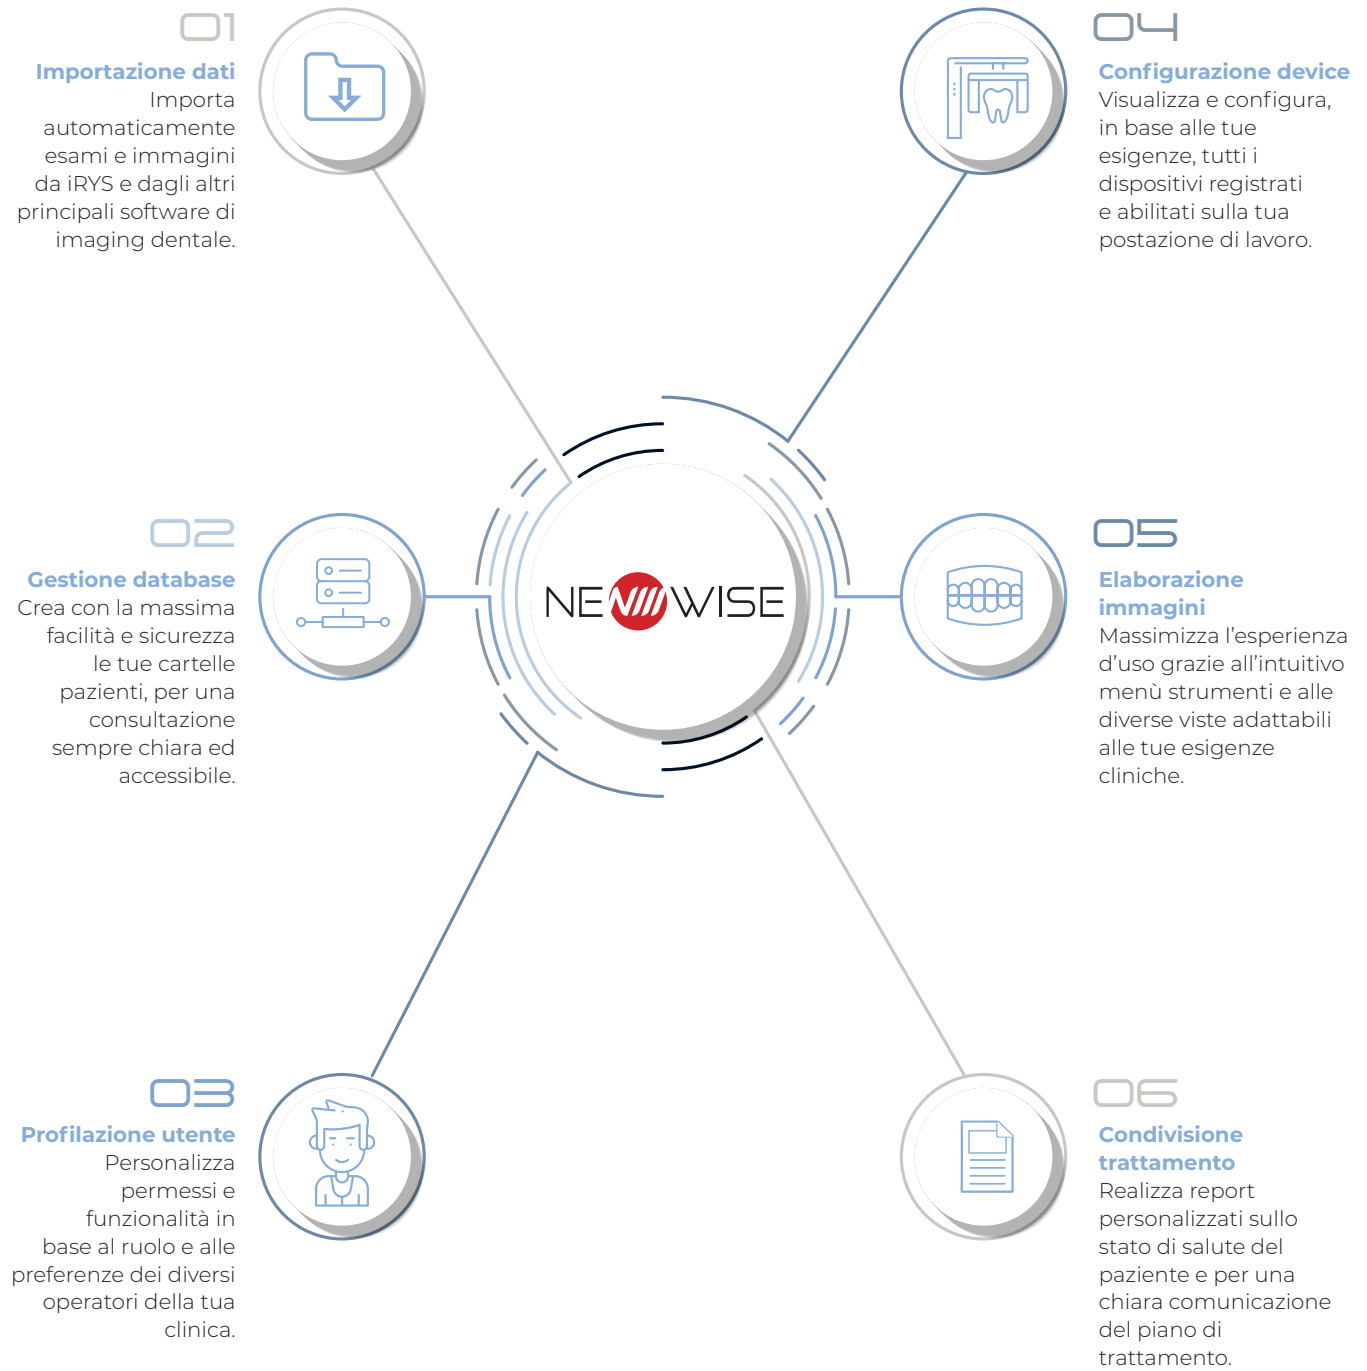 01
Importazione dati
Importa
automaticamente
esami e immagini
da iRYS e dagli altri
principali software di
imaging dentale.
02
Gestione database
Crea con la massima
facilità e sicurezza
le tue cartelle
pazienti, per una
consultazione
sempre chiara ed
accessibile.
03
Profilazione utente
Personalizza
permessi e
funzionalità in
base al ruolo e alle
preferenze dei diversi
operatori della tua
clinica.
NEWWISE
04
Configurazione device
Visualizza e configura,
in base alle tue
esigenze, tutti i
dispositivi registrati
e abilitati sulla tua
postazione di lavoro.
05
Elaborazione
immagini
Massimizza l'esperienza
d'uso grazie all'intuitivo
menù strumenti e alle
diverse viste adattabili
alle tue esigenze
cliniche.
06
Condivisione
trattamento
Realizza report
personalizzati sullo
stato di salute del
paziente e per una
chiara comunicazione
del piano di
trattamento.